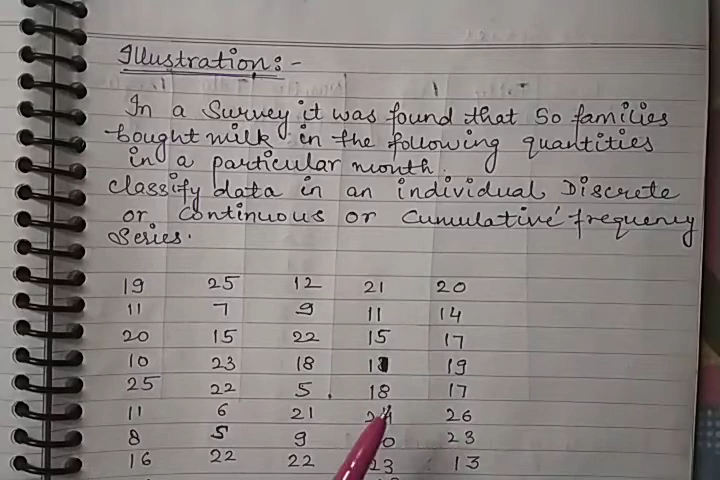 Illustration:-
In a Survey it was found that 50 families
bought milk in the following quantities
in a particular month.
classify data in an individual, Discrete
or continuous or cumulative frequency
series.
19 25 12 21 20
11 7 9 11 14
20 15 22 15 17
10 23 18 19
25 22 5 18 17
11 6 21 26
8 5 9 23
16 22 22 23 13